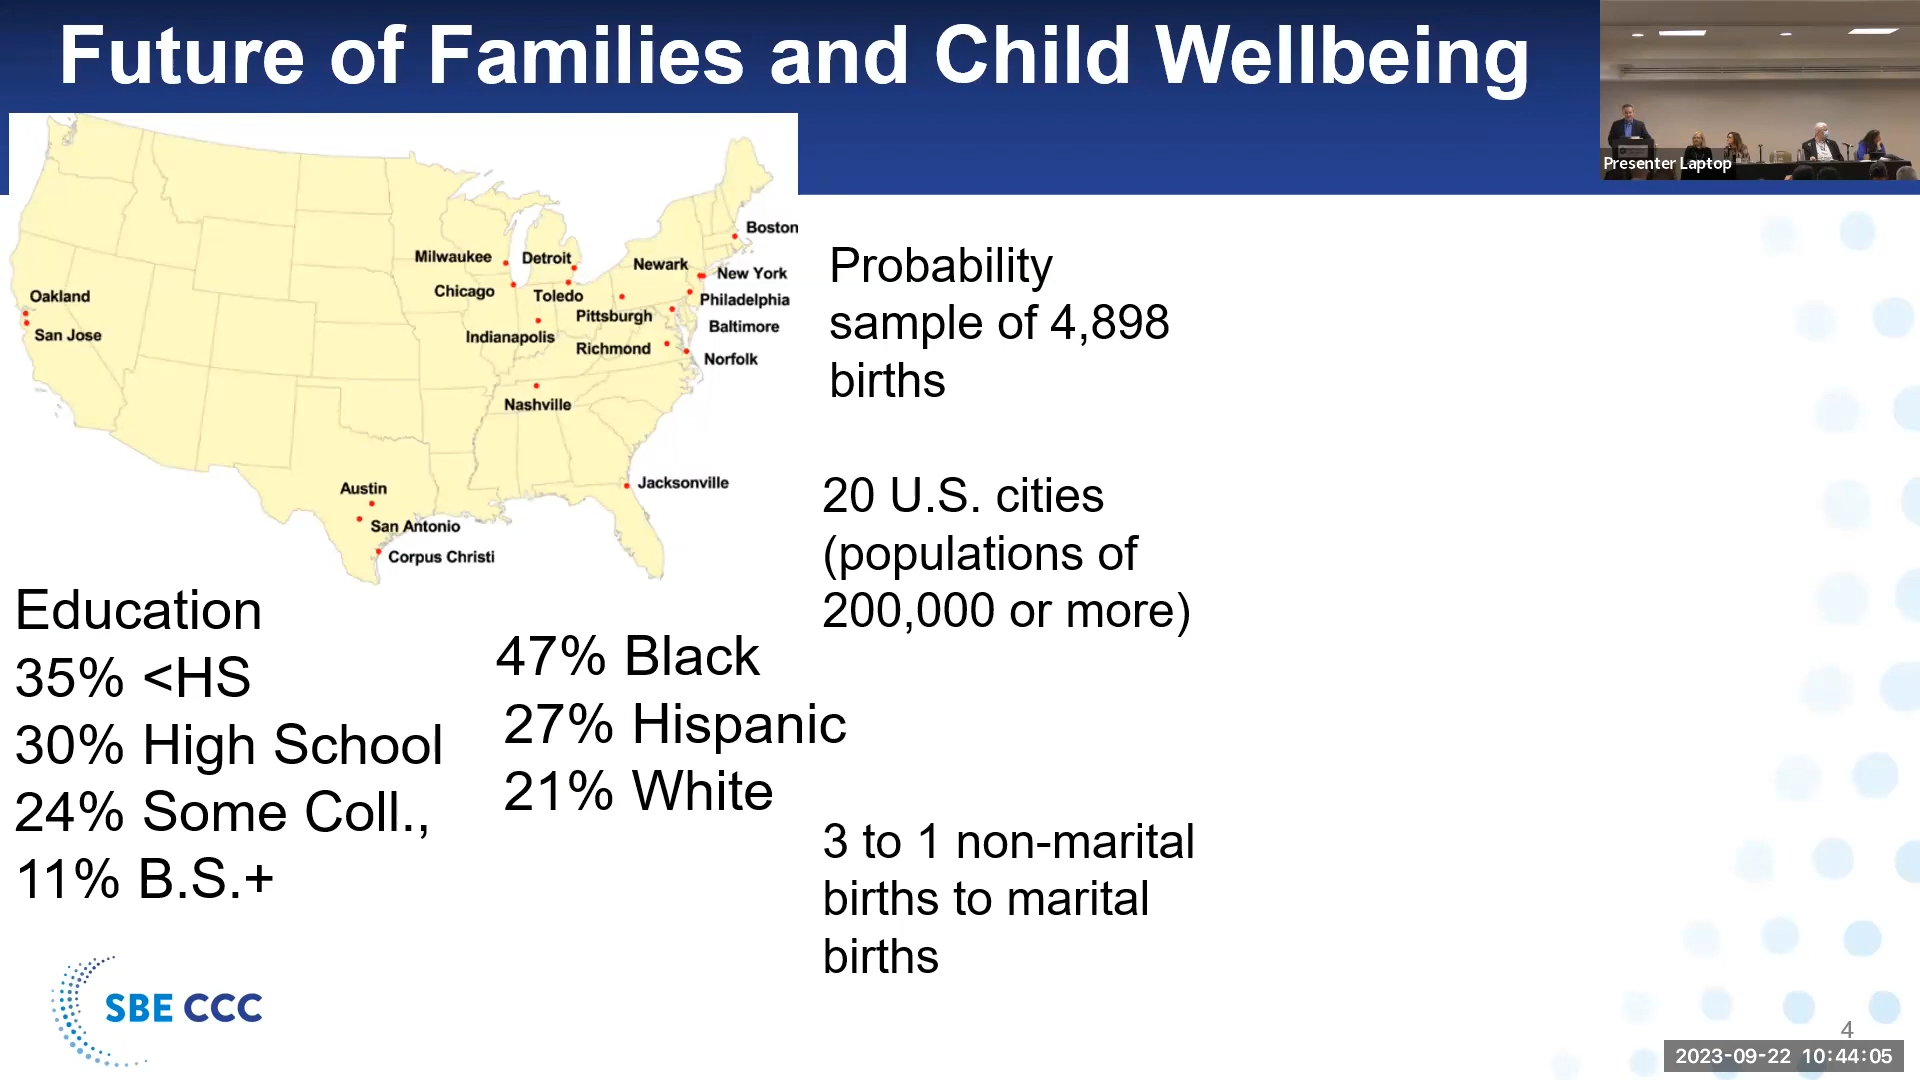 Future of Families and Child Wellbeing
Presenter Laptop
Boston
Milwaukee
Detroit
Newark
New York
Chicago
Toledo
Oakland
Philadelphia
Pittsburgh
Baltimore
San Jose
Indianapolis
Richmond
Norfolk
Nashville
Jacksonville
Austin
San Antonio
Corpus Christi
Probability
sample of 4,898
births
20 U.S. cities
(populations of
200,000 or more)
3 to 1 non-marital
births to marital
births
Education
35% <HS
30% High School
24% Some Coll.,
11% B.S.+
47% Black
27% Hispanic
21% White
SBE CCC
4
2023-09-22 10:44:05